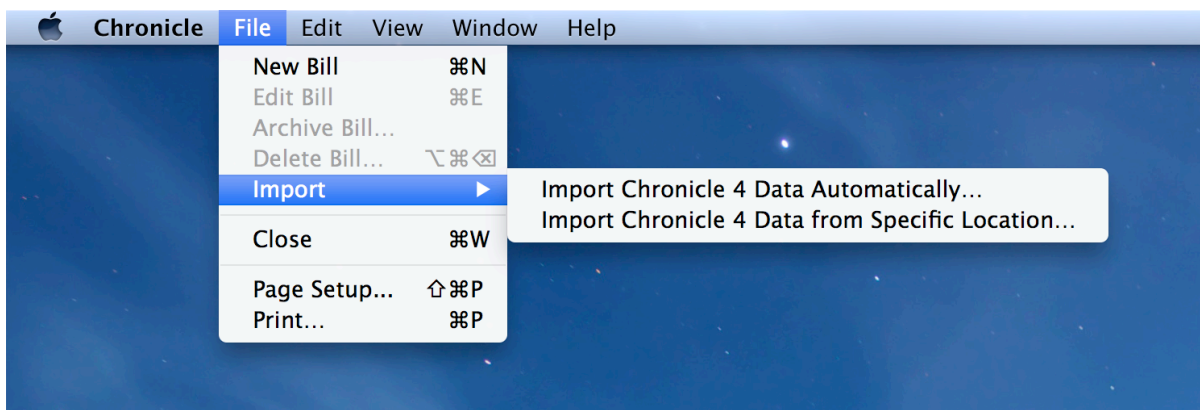 Chronicle File Edit View Window Help
New Bill ⌘N
Edit Bill ⌘E
Archive Bill...
Delete Bill... ⌥⌘⌫
Import ▶
Import Chronicle 4 Data Automatically...
Import Chronicle 4 Data from Specific Location...
Close ⌘W
Page Setup... ⇧⌘P
Print... ⌘P